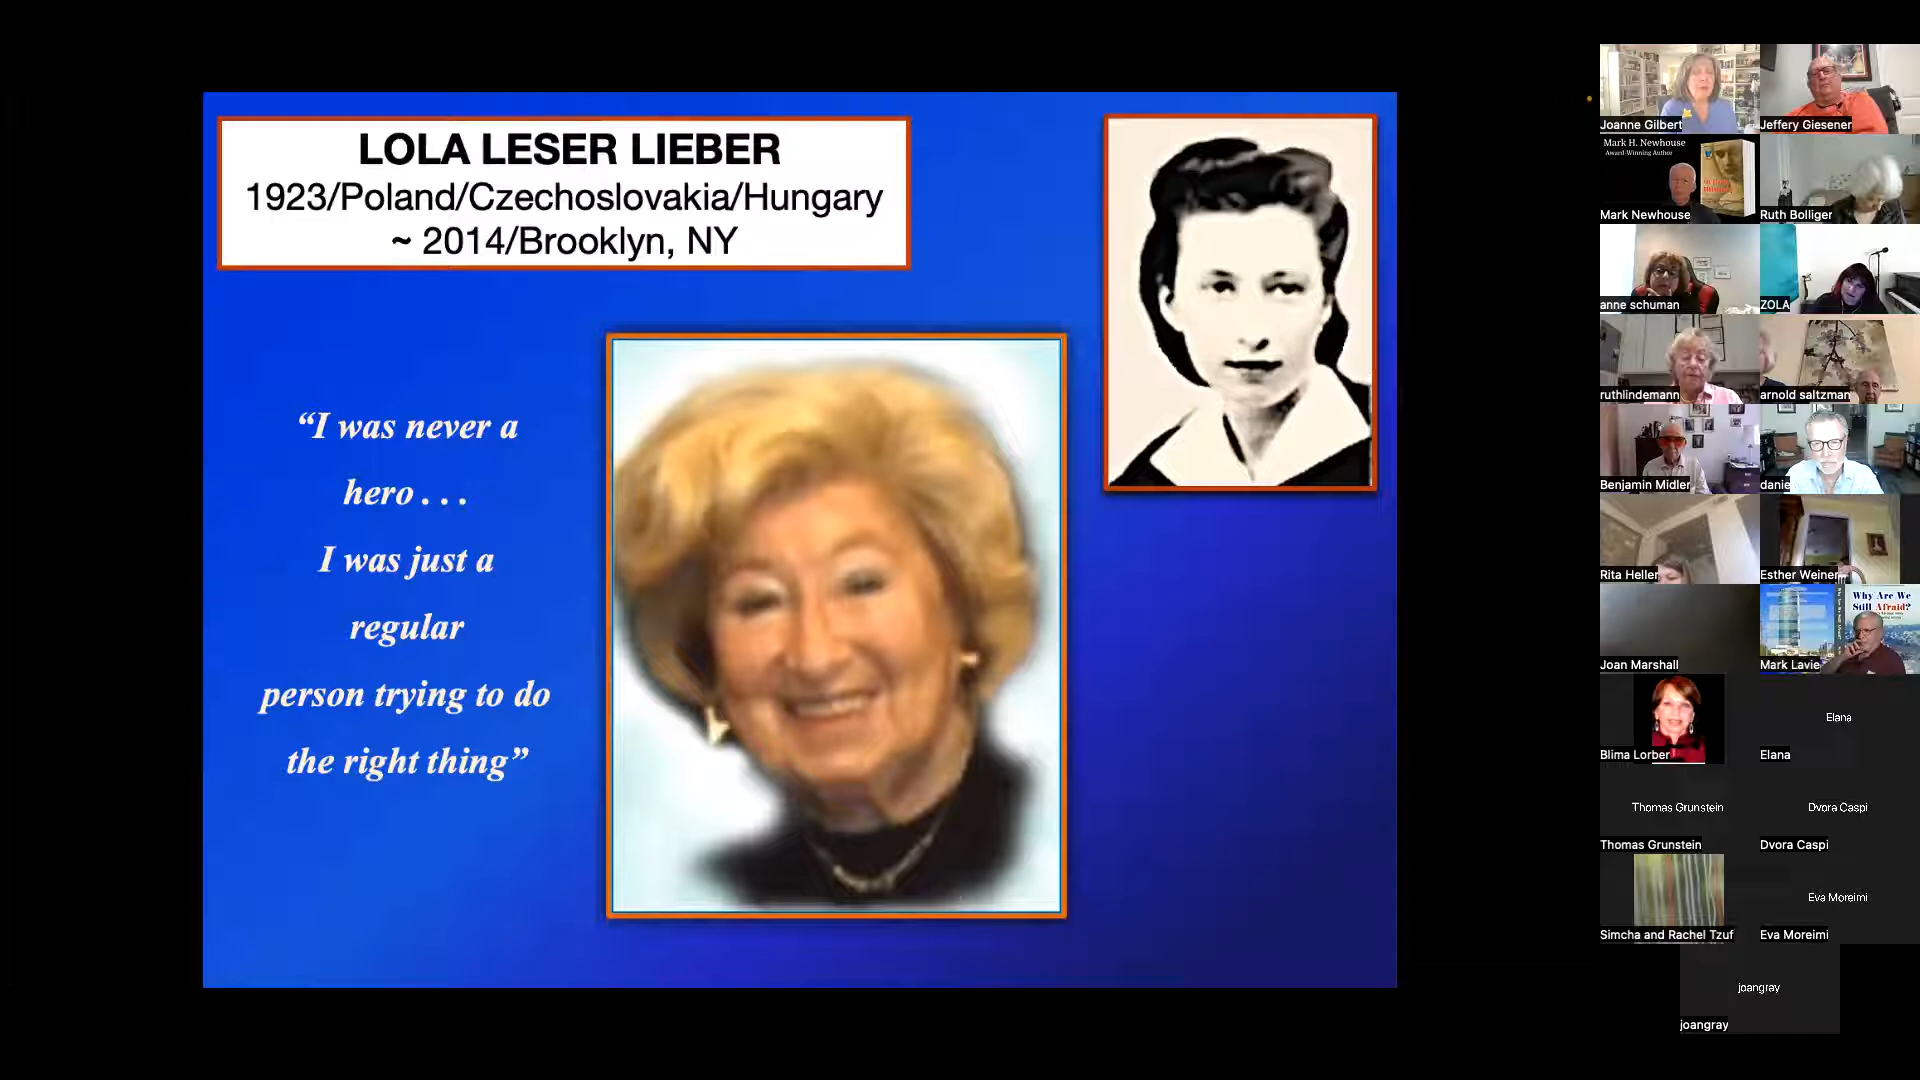 LOLA LESER LIEBER
1923/Poland/Czechoslovakia/Hungary
~ 2014/Brooklyn, NY
“I was never a
hero . . .
I was just a
regular
person trying to do
the right thing”
Joanne Gilbert
Jeffery Giesener
Mark H. Newhouse
Award-Winning Author
Mark Newhouse
Ruth Bolliger
anne schuman
ZOLA
ruthlindemann
arnold saltzman
Benjamin Midler
danie
Rita Heller
Esther Weiner
Joan Marshall
Why Are We
Still Afraid?
Mark Lavie
Blima Lorber
Elana
Elana
Thomas Grunstein
Thomas Grunstein
Dvora Caspi
Dvora Caspi
Simcha and Rachel Tzuf
Eva Moreimi
Eva Moreimi
joangray
joangray